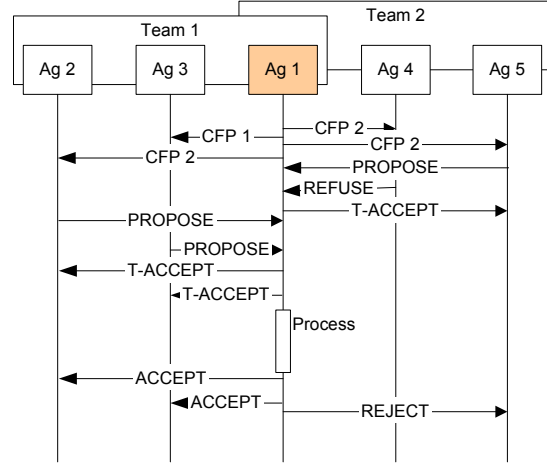 Team 2
Team 1
Ag 2
Ag 3
Ag 1
Ag 4
Ag 5
CFP 2
CFP 1
CFP 2
CFP 2
PROPOSE
REFUSE
T-ACCEPT
PROPOSE
PROPOSE
T-ACCEPT
T-ACCEPT
Process
ACCEPT
ACCEPT
REJECT